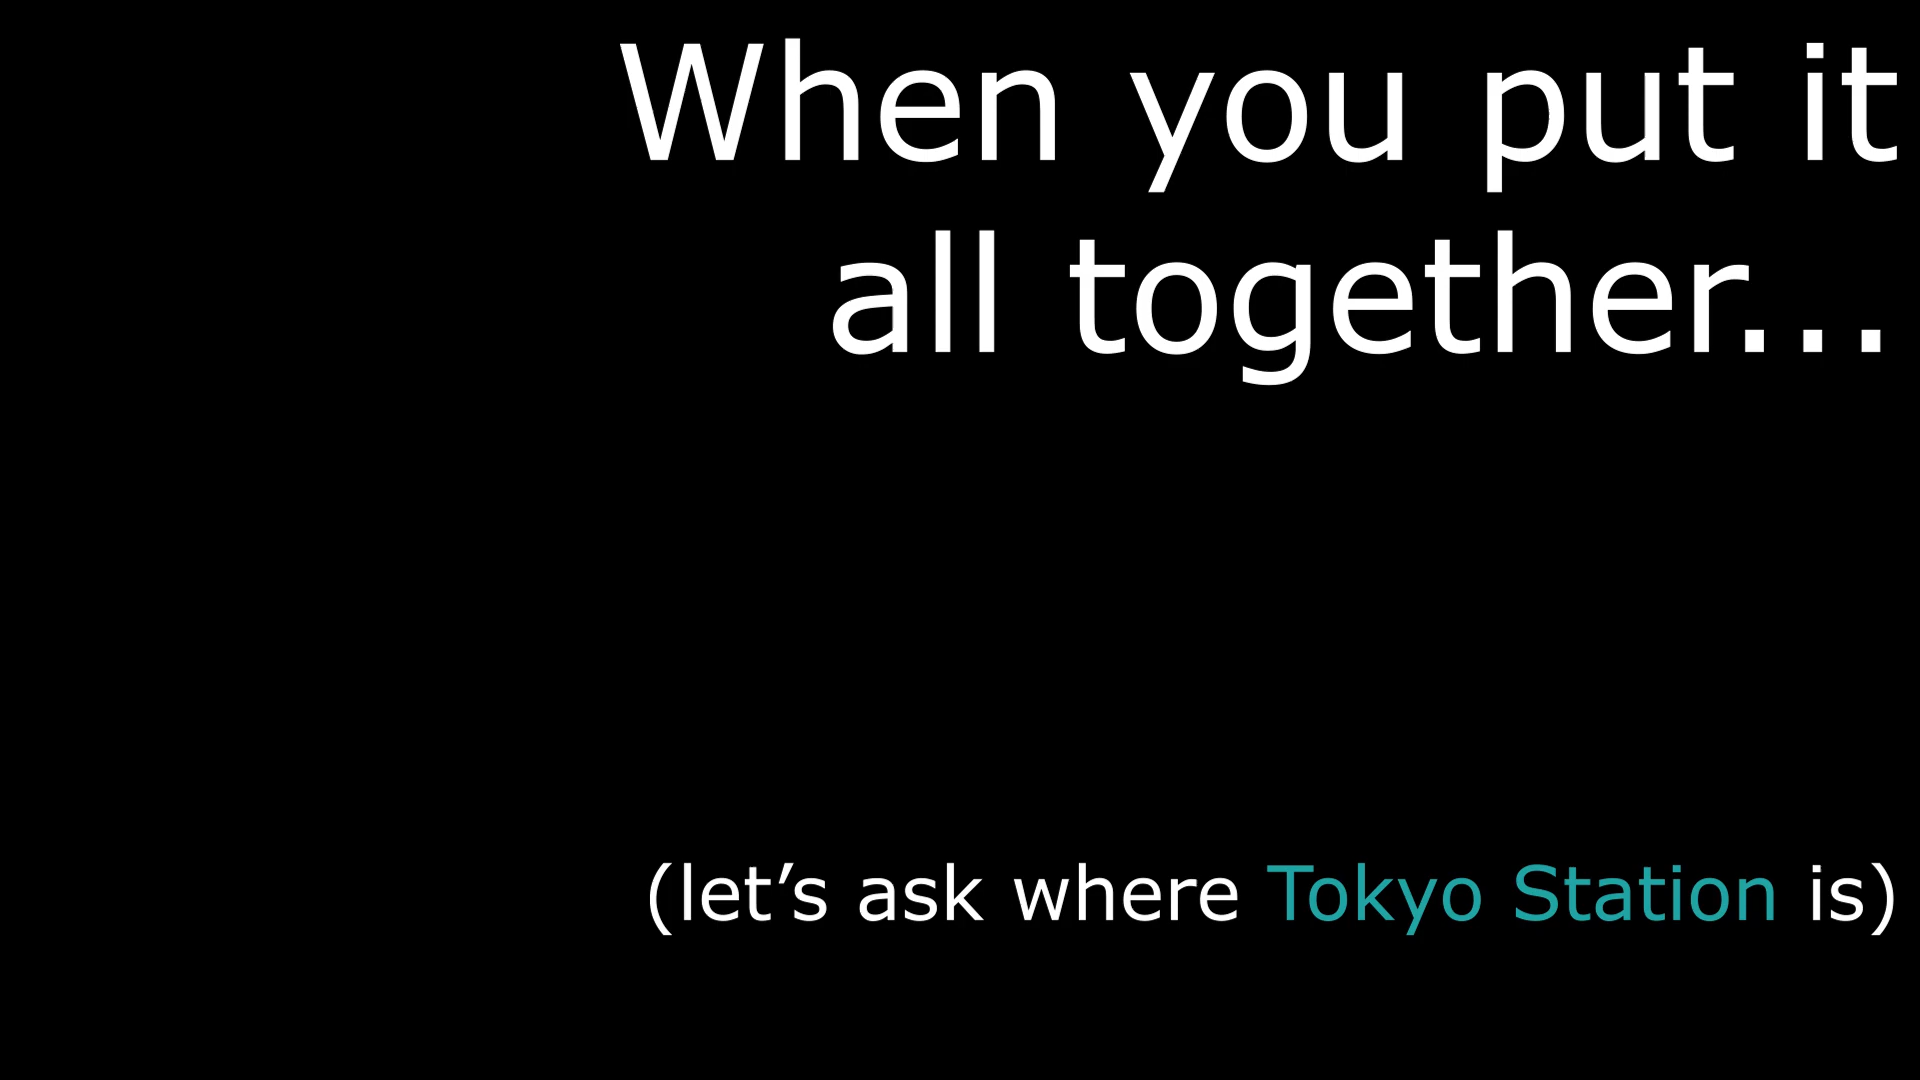 When you put it
all together...
(let’s ask where Tokyo Station is)